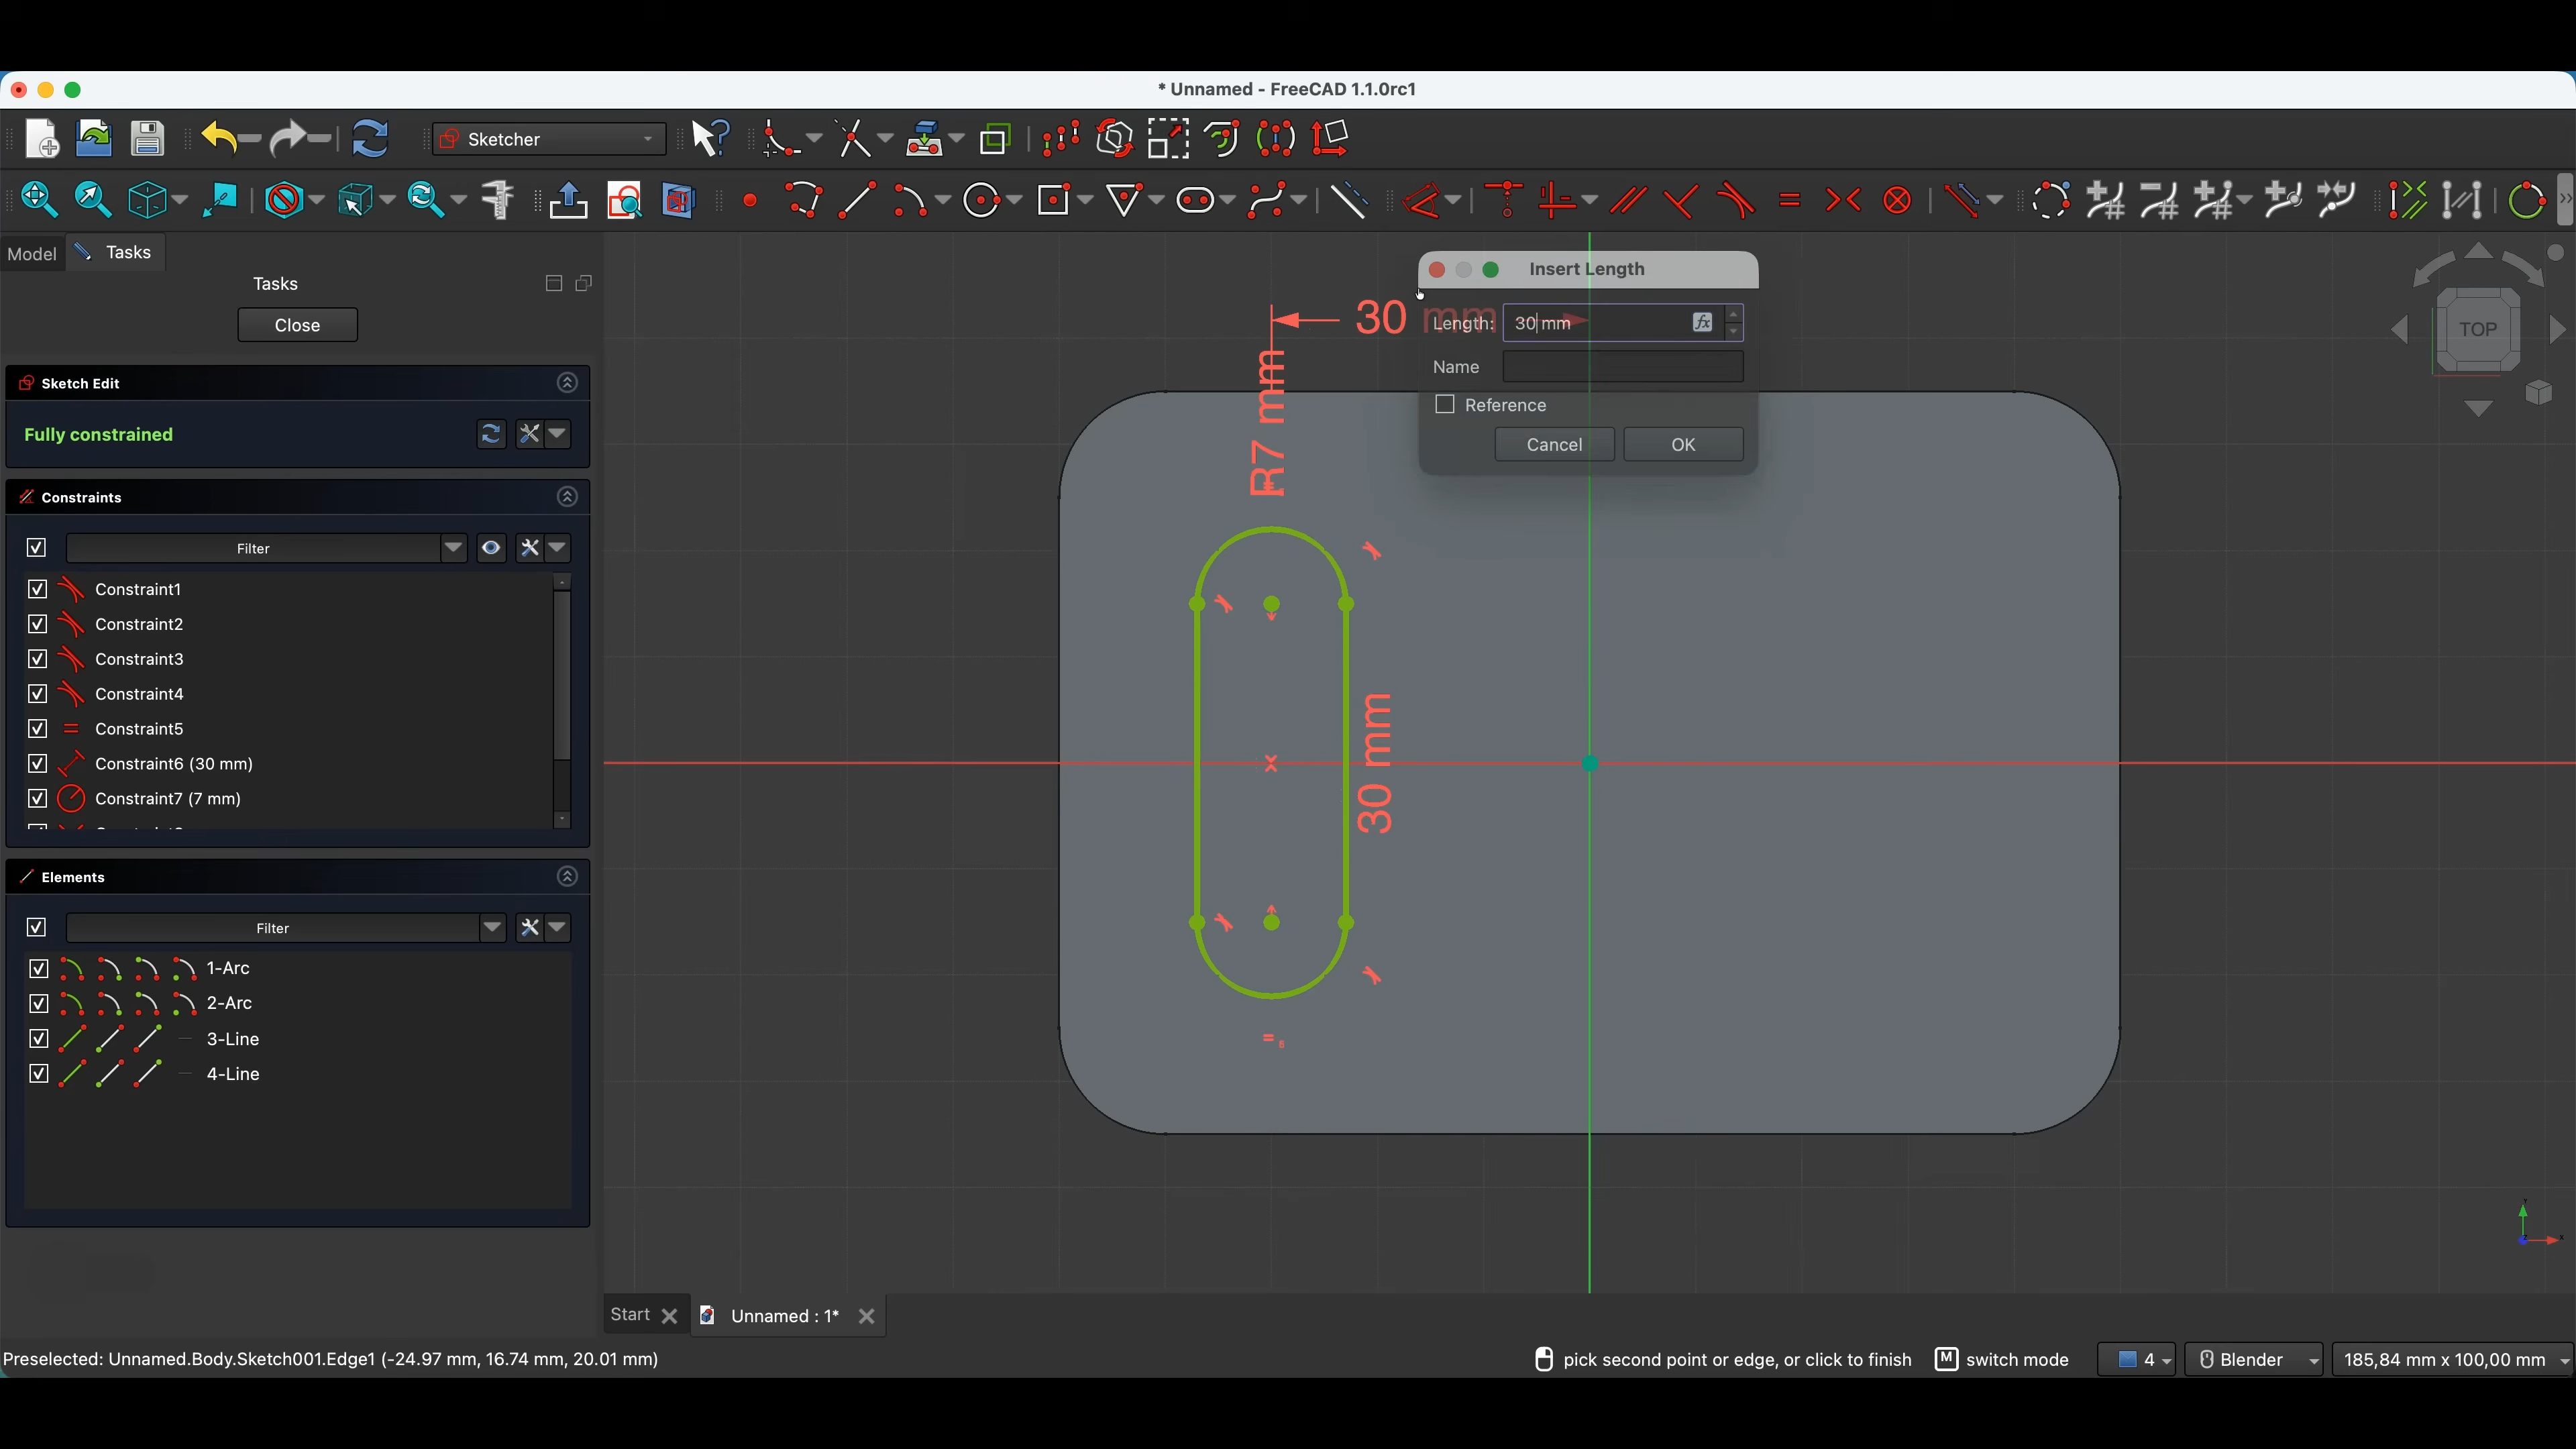 * Unnamed - FreeCAD 1.1.0rc1
Sketcher
Model
Tasks
Tasks
Close
Sketch Edit
Fully constrained
Constraints
Filter
Constraint1
Constraint2
Constraint3
Constraint4
Constraint5
Constraint6 (30 mm)
Constraint7 (7 mm)
Elements
Filter
1-Arc
2-Arc
3-Line
4-Line
Insert Length
30 mm
Length:
30 mm
Name
Reference
Cancel
OK
R7 mm
30 mm
TOP
Start
Unnamed : 1*
Preselected: Unnamed.Body.Sketch001.Edge1 (-24.97 mm, 16.74 mm, 20.01 mm)
pick second point or edge, or click to finish
M switch mode
4
Blender
185,84 mm x 100,00 mm